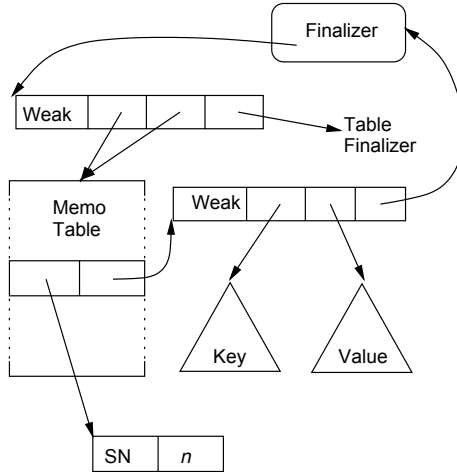 Finalizer
Weak
Table
Finalizer
Memo
Table
Weak
Key
Value
SN
n